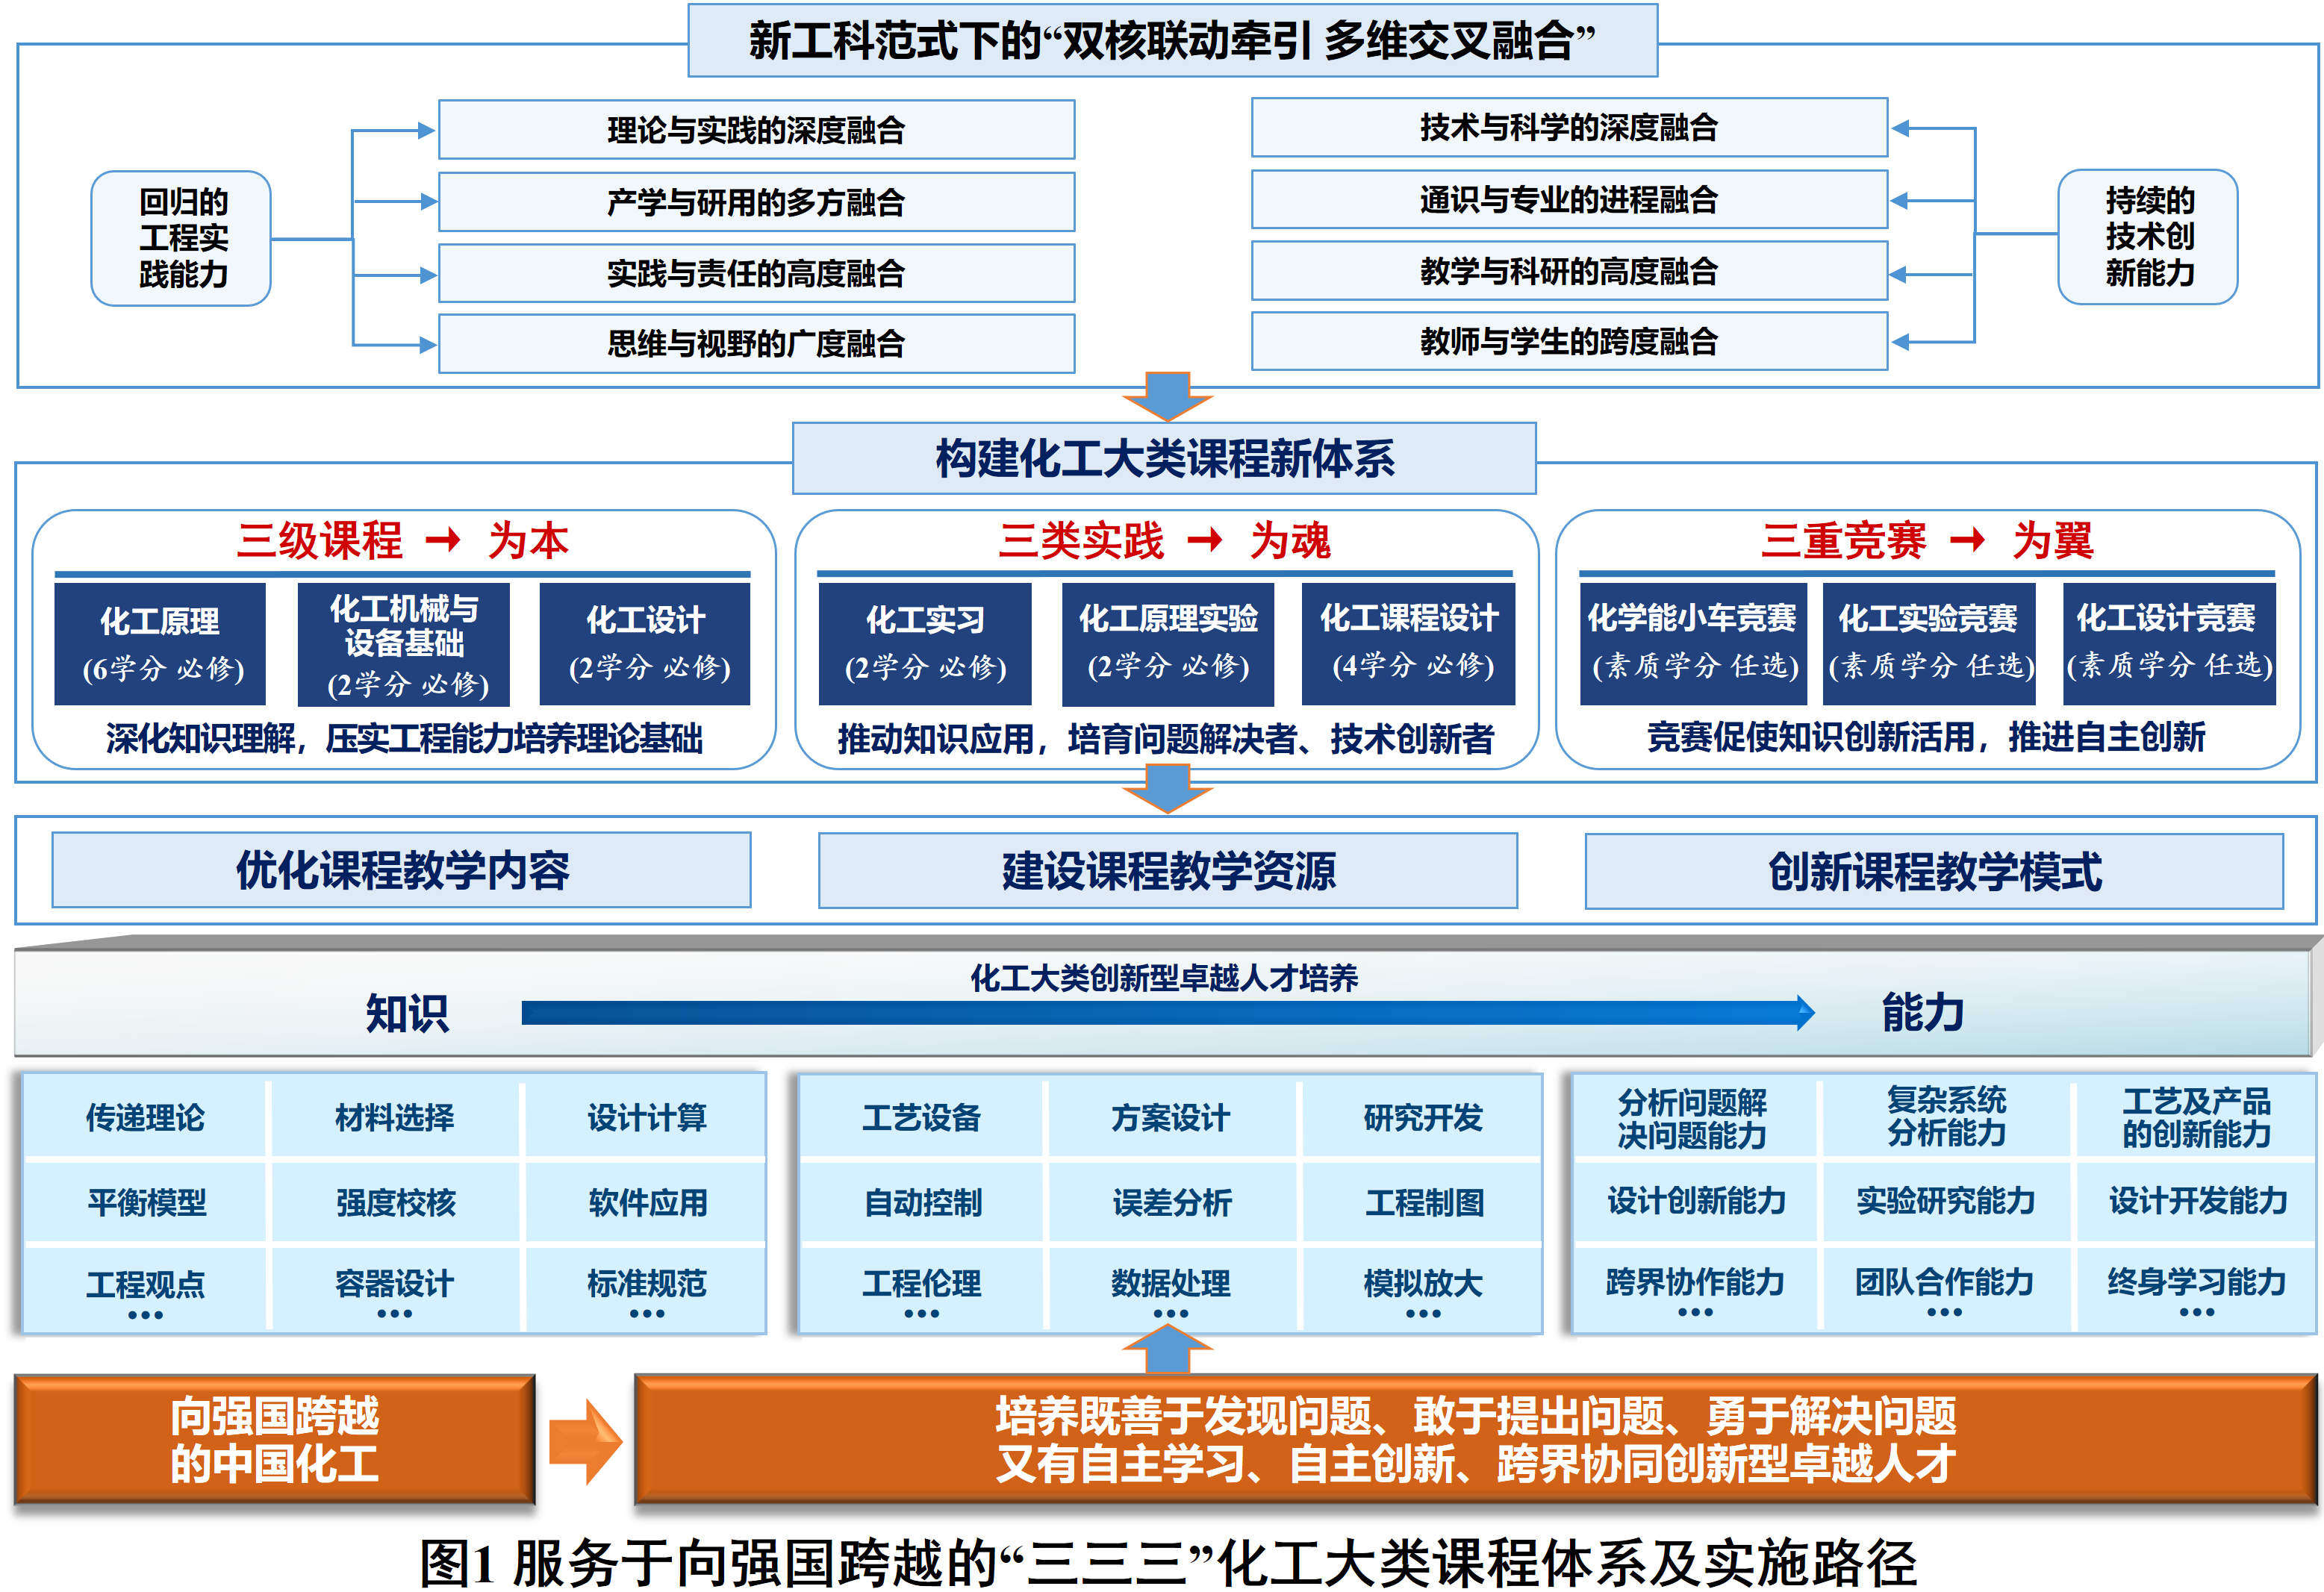 新工科范式下的“双核联动牵引 多维交叉融合”
回归的
工程实
践能力
理论与实践的深度融合
产学与研用的多方融合
实践与责任的高度融合
思维与视野的广度融合
技术与科学的深度融合
通识与专业的进程融合
教学与科研的高度融合
教师与学生的跨度融合
持续的
技术创
新能力
构建化工大类课程新体系
三级课程 → 为本
化工原理
(6学分 必修)
化工机械与
设备基础
(2学分 必修)
化工设计
(2学分 必修)
深化知识理解，压实工程能力培养理论基础
三类实践 → 为魂
化工实习
(2学分 必修)
化工原理实验
(2学分 必修)
化工课程设计
(4学分 必修)
推动知识应用，培育问题解决者、技术创新者
三重竞赛 → 为翼
化学能小车竞赛
(素质学分 任选)
化工实验竞赛
(素质学分 任选)
化工设计竞赛
(素质学分 任选)
竞赛促使知识创新活用，推进自主创新
优化课程教学内容
建设课程教学资源
创新课程教学模式
化工大类创新型卓越人才培养
知识
能力
传递理论
材料选择
设计计算
平衡模型
强度校核
软件应用
工程观点
容器设计
标准规范
•••
•••
•••
工艺设备
方案设计
研究开发
自动控制
误差分析
工程制图
工程伦理
数据处理
模拟放大
•••
•••
•••
分析问题解
决问题能力
复杂系统
分析能力
工艺及产品
的创新能力
设计创新能力
实验研究能力
设计开发能力
跨界协作能力
团队合作能力
终身学习能力
•••
•••
•••
向强国跨越
的中国化工
培养既善于发现问题、敢于提出问题、勇于解决问题
又有自主学习、自主创新、跨界协同创新型卓越人才
图1 服务于向强国跨越的“三三三”化工大类课程体系及实施路径